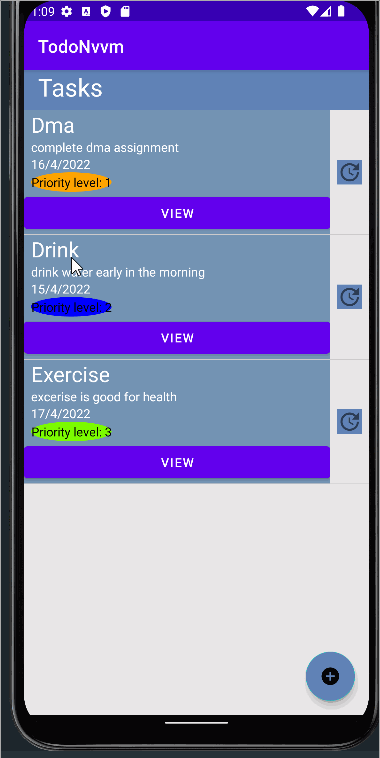 1:09
TodoNvvm
Tasks
Dma
complete dma assignment
16/4/2022
Priority level: 1
VIEW
Drink
drink water early in the morning
15/4/2022
Priority level: 2
VIEW
Exercise
excerise is good for health
17/4/2022
Priority level: 3
VIEW